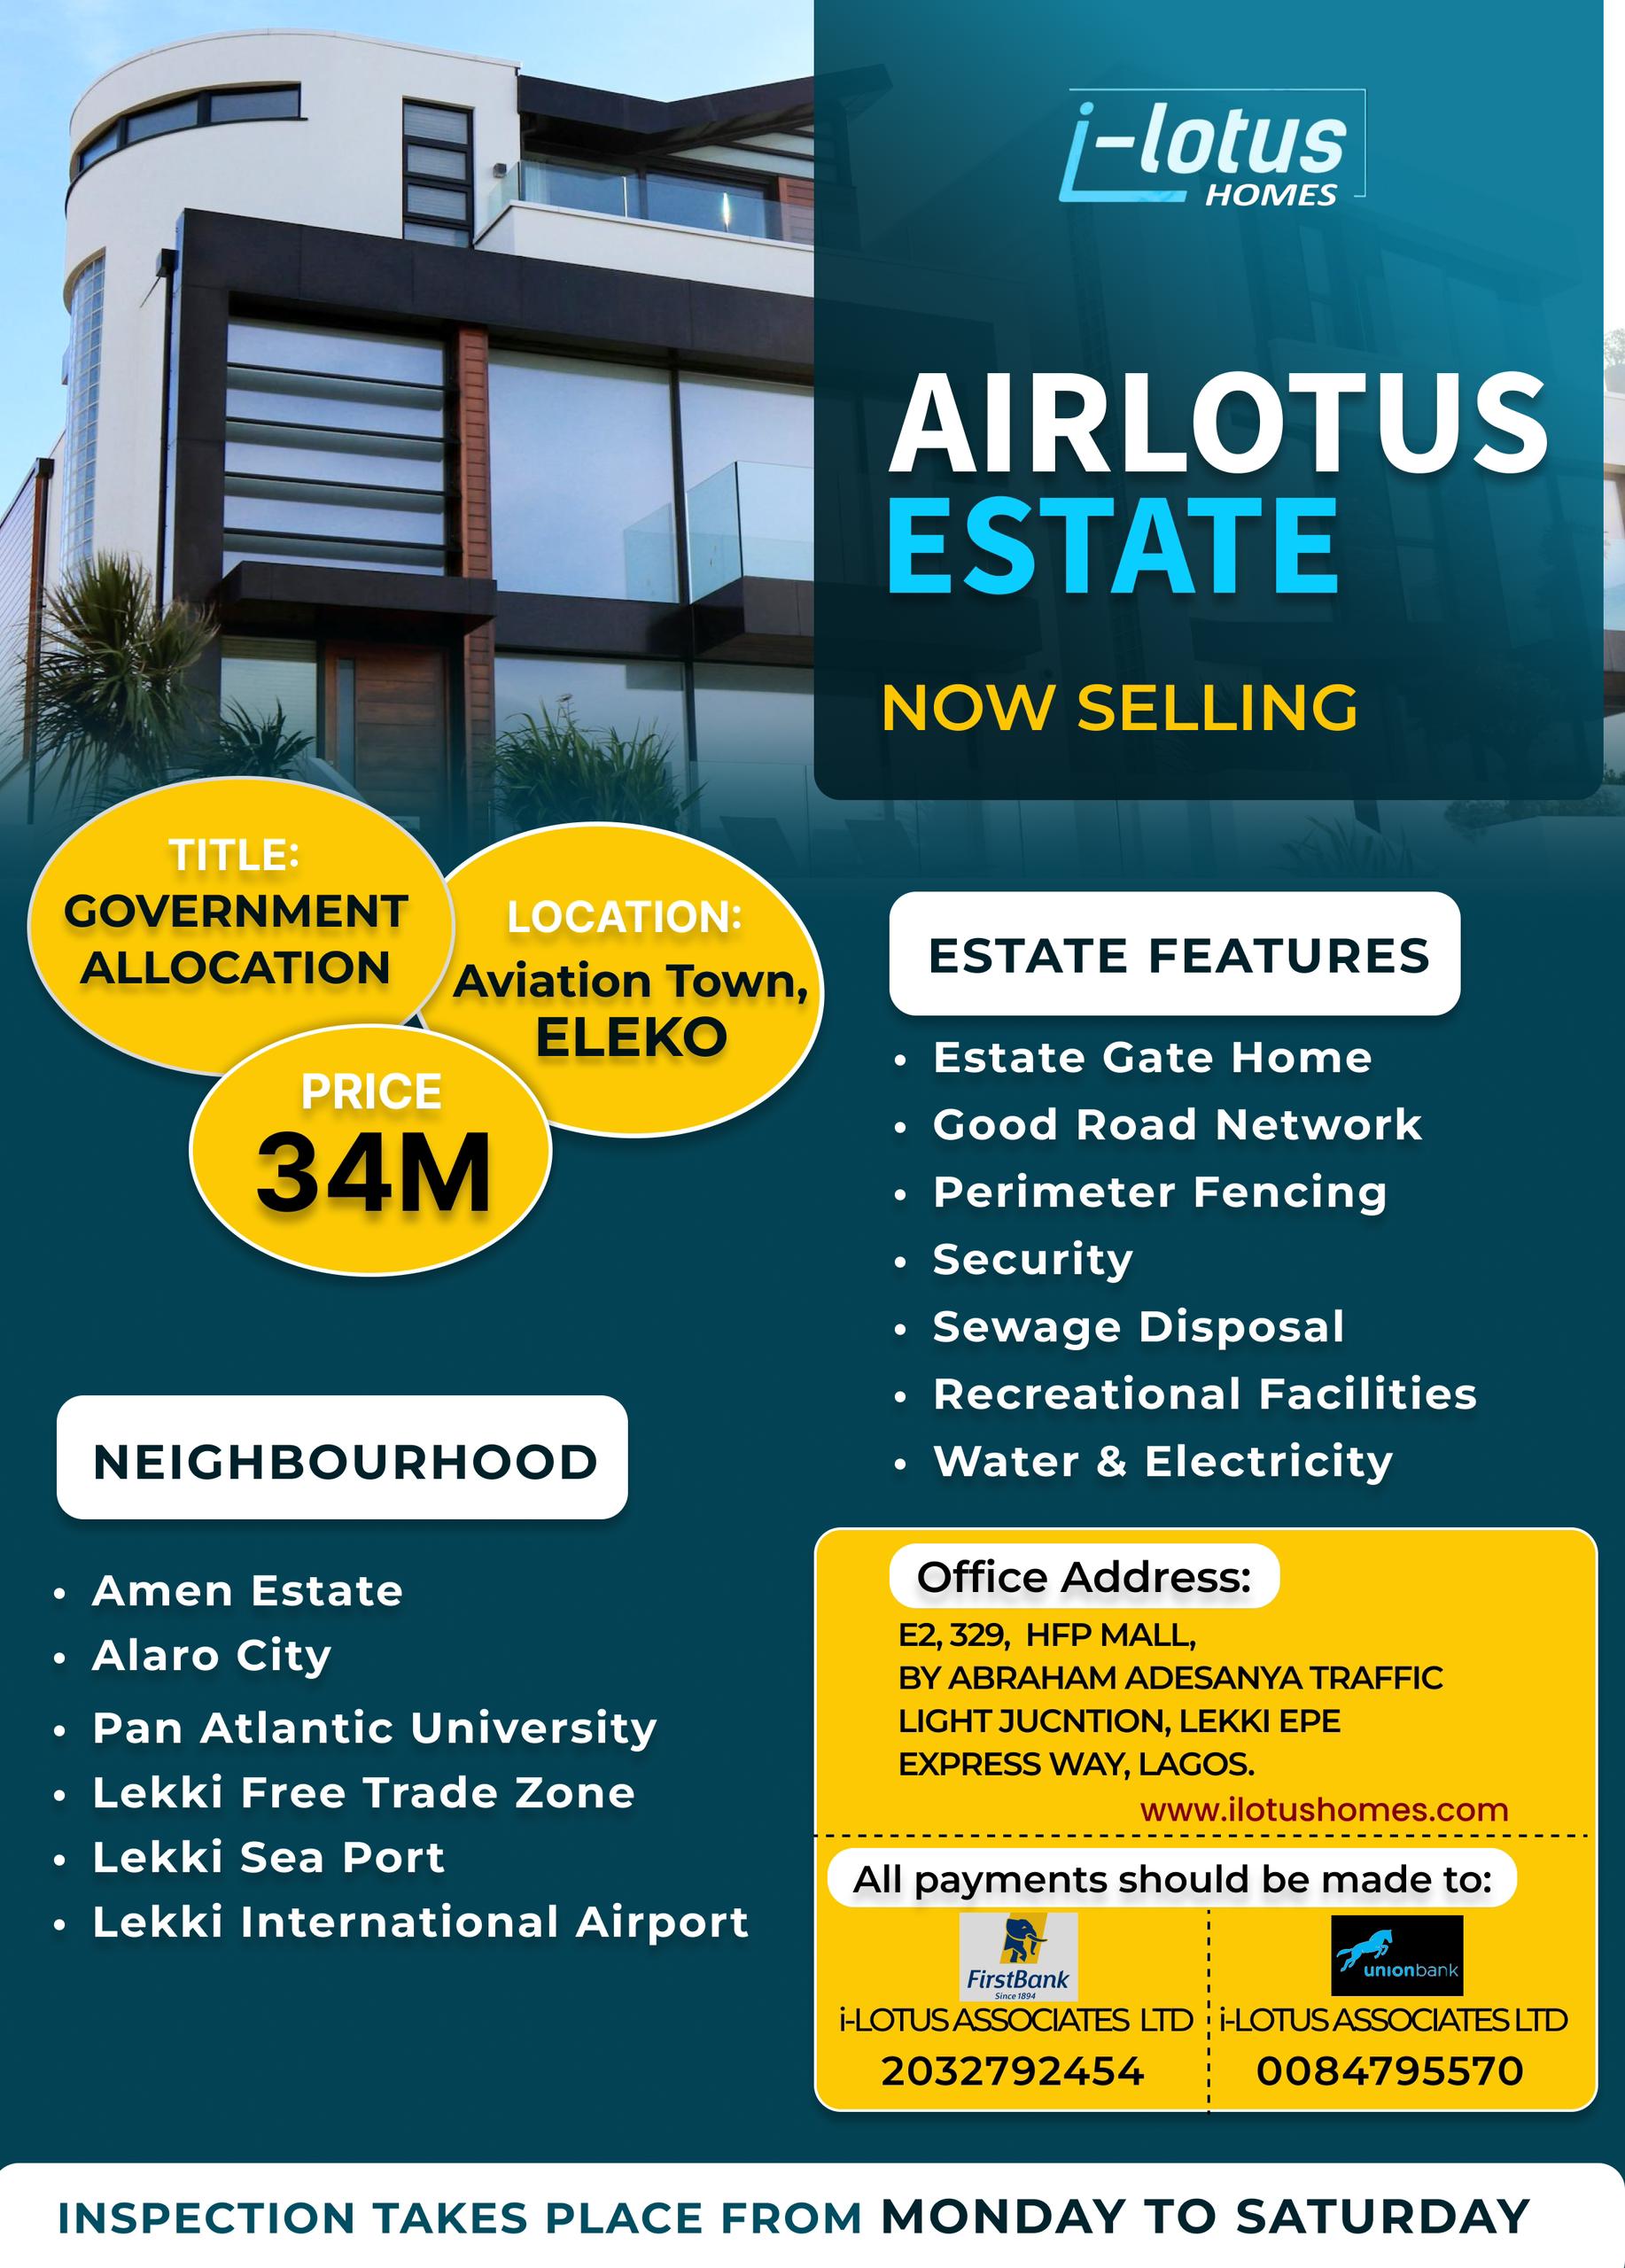 i-lotus
HOMES
AIRLOTUS
ESTATE
NOW SELLING
TITLE:
GOVERNMENT
ALLOCATION
LOCATION:
Aviation Town,
ELEKO
PRICE
34M
ESTATE FEATURES
• Estate Gate Home
• Good Road Network
• Perimeter Fencing
• Security
• Sewage Disposal
• Recreational Facilities
• Water & Electricity
NEIGHBOURHOOD
• Amen Estate
• Alaro City
• Pan Atlantic University
• Lekki Free Trade Zone
• Lekki Sea Port
• Lekki International Airport
Office Address:
E2, 329, HFP MALL,
BY ABRAHAM ADESANYA TRAFFIC
LIGHT JUCNTION, LEKKI EPE
EXPRESS WAY, LAGOS.
www.ilotushomes.com
All payments should be made to:
FirstBank
Since 1894
i-LOTUS ASSOCIATES LTD
2032792454
unionbank
i-LOTUS ASSOCIATES LTD
0084795570
INSPECTION TAKES PLACE FROM MONDAY TO SATURDAY